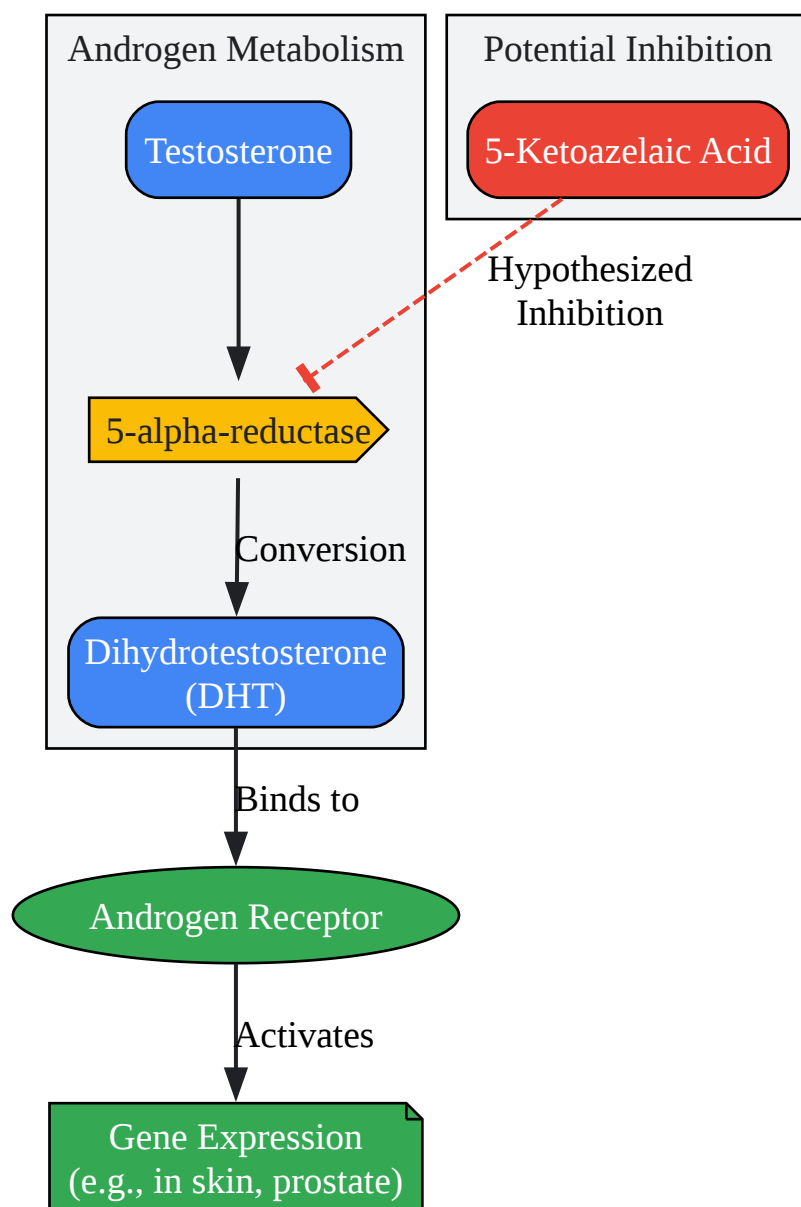 Androgen Metabolism
Potential Inhibition
Testosterone
5-Ketoazelaic Acid
Hypothesized
Inhibition
5-alpha-reductase
Conversion
Dihydrotestosterone
(DHT)
Binds to
Androgen Receptor
Activates
Gene Expression
(e.g., in skin, prostate)